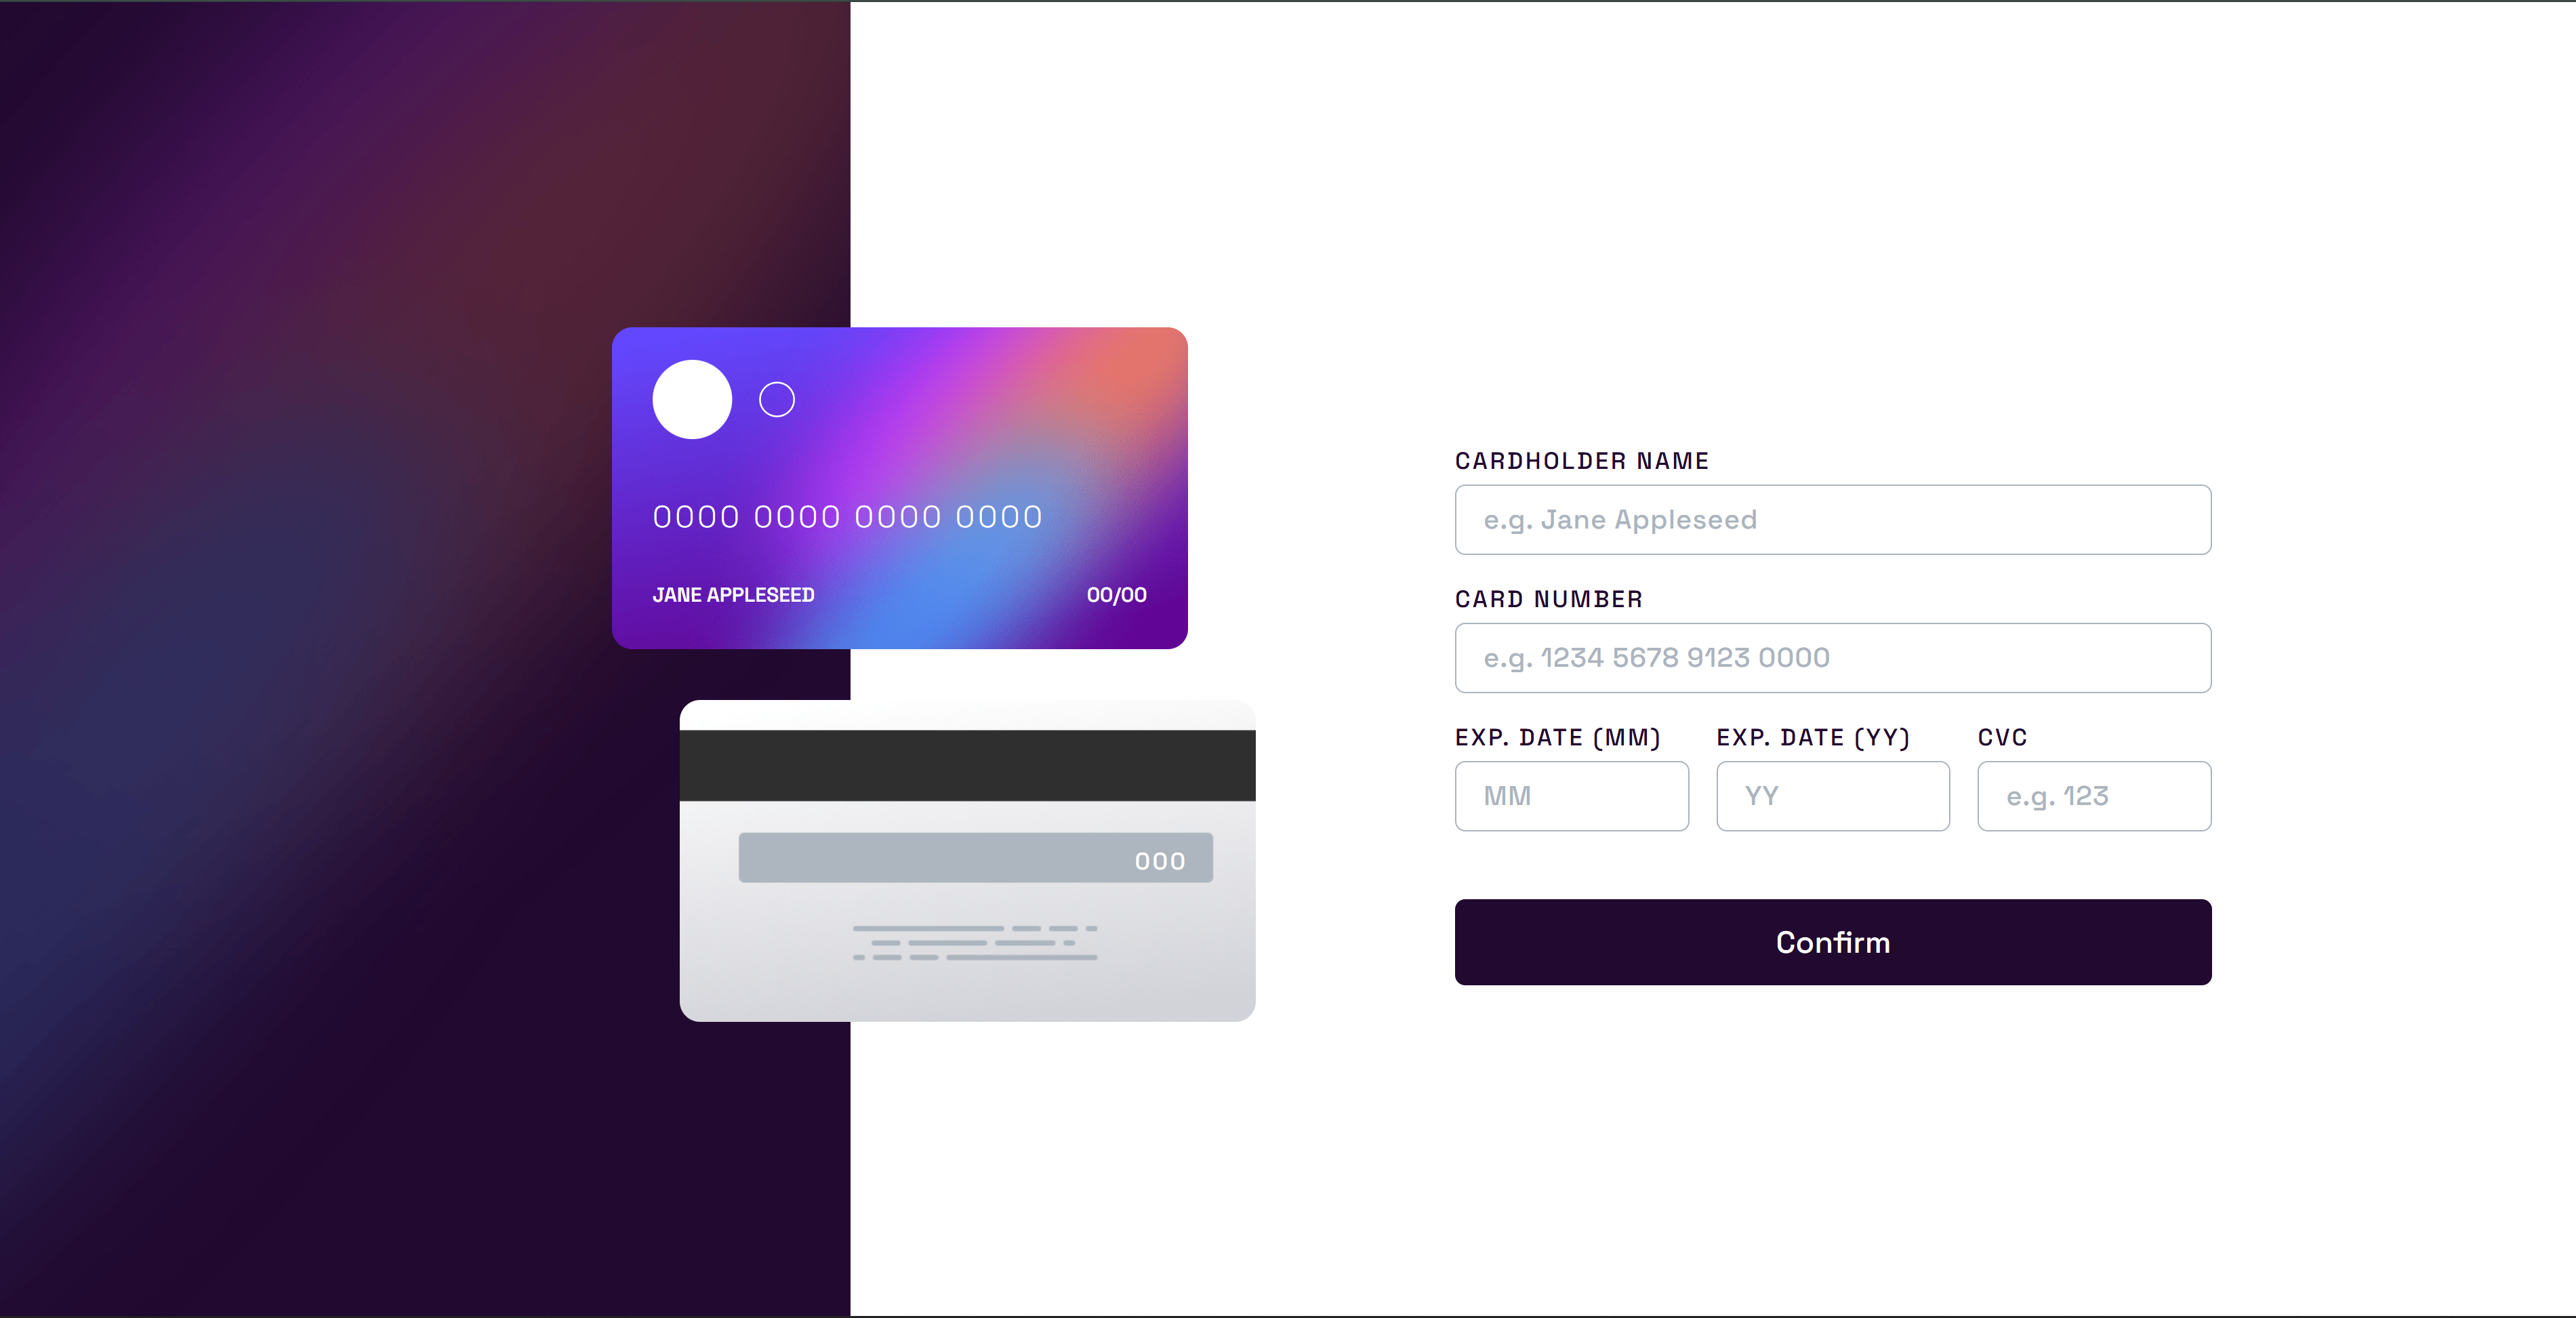 0000 0000 0000 0000
JANE APPLESEED 00/00
000
CARDHOLDER NAME
e.g. Jane Appleseed
CARD NUMBER
e.g. 1234 5678 9123 0000
EXP. DATE (MM) EXP. DATE (YY) CVC
MM YY e.g. 123
Confirm